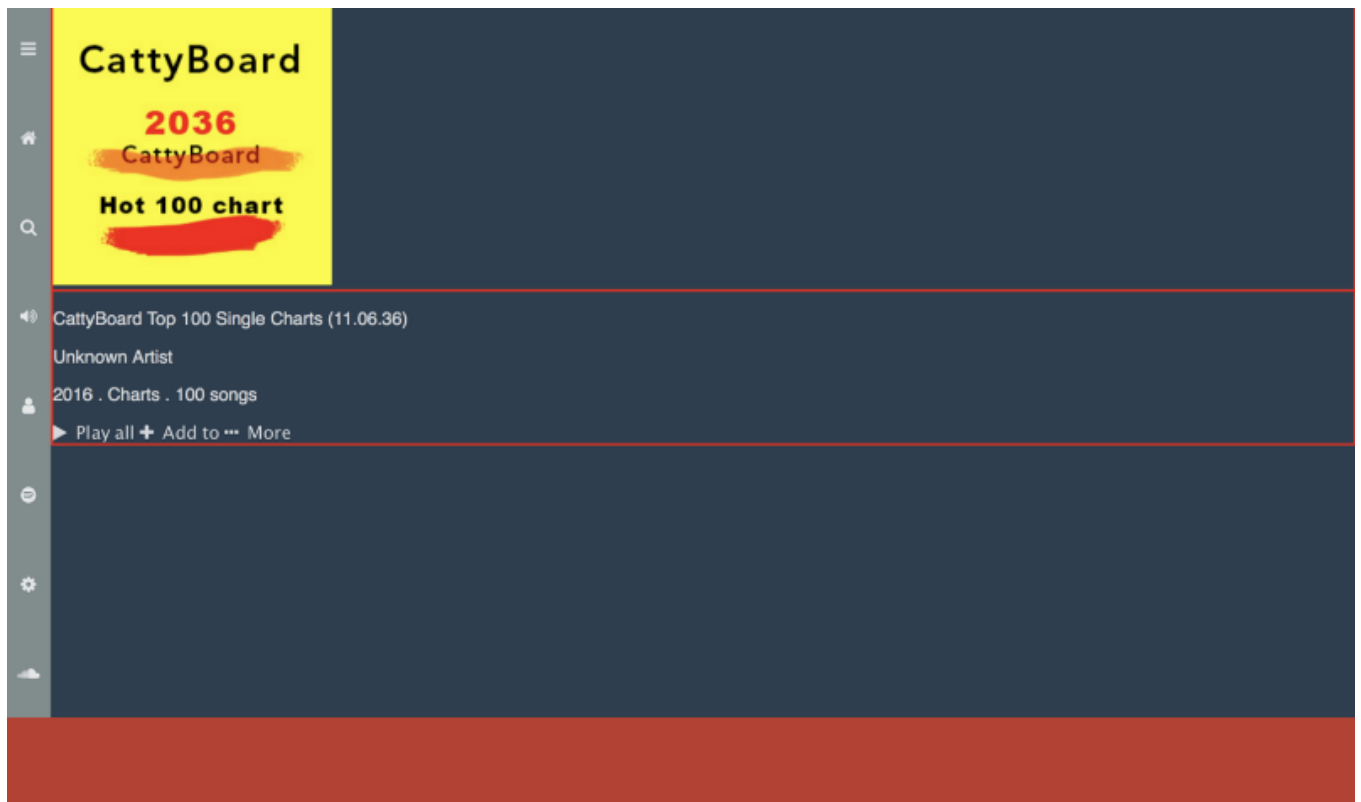 CattyBoard
2036
CattyBoard
Hot 100 chart
CattyBoard Top 100 Single Charts (11.06.36)
Unknown Artist
2016 . Charts . 100 songs
Play all Add to More